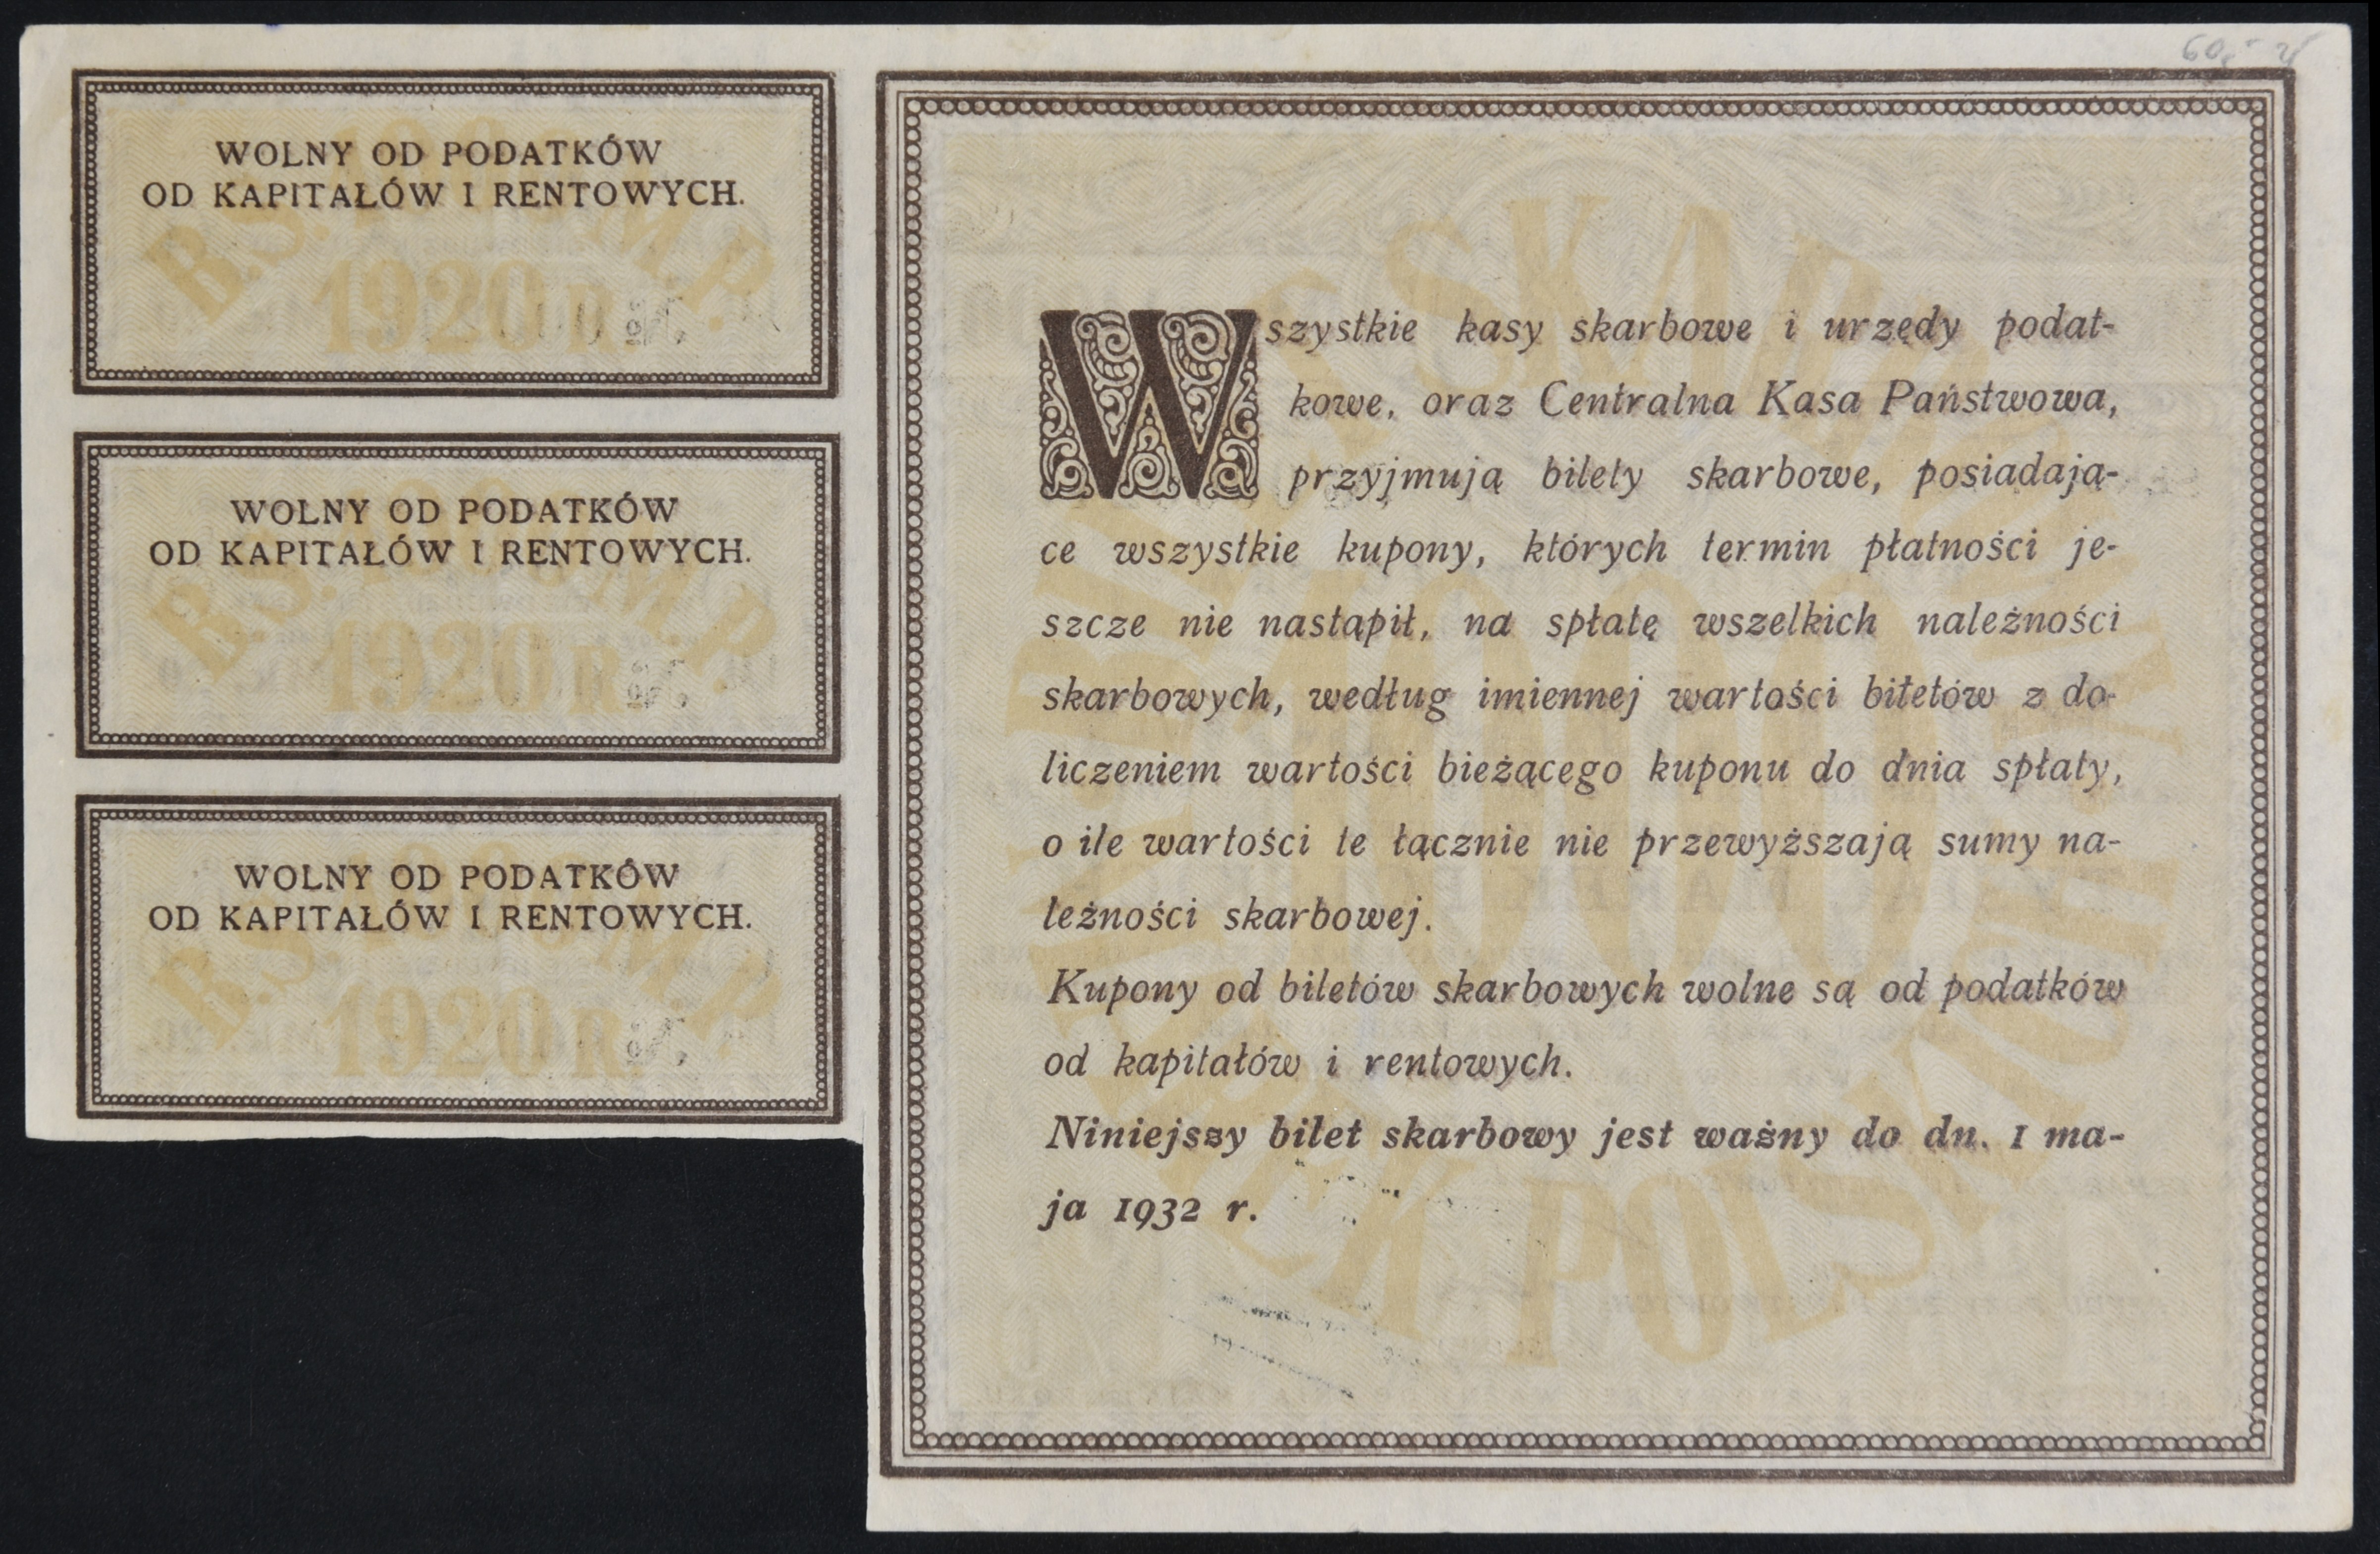 WOLNY OD PODATKÓW
OD KAPITAŁÓW I RENTOWYCH.
B.S. M.P.
1920 R
WOLNY OD PODATKÓW
OD KAPITAŁÓW I RENTOWYCH.
B.S. M.P.
1920 R
WOLNY OD PODATKÓW
OD KAPITAŁÓW I RENTOWYCH.
B.S. M.P.
1920 R
Wszystkie kasy skarbowe i urzędy podat-
kowe, oraz Centralna Kasa Państwowa,
przyjmują bilety skarbowe, posiadają-
ce wszystkie kupony, których termin płatności je-
szcze nie nastąpił, na spłatę wszelkich należności
skarbowych, według imiennej wartości biletów z do-
liczeniem wartości bieżącego kuponu do dnia spłaty,
o ile wartości te łącznie nie przewyższają sumy na-
leżności skarbowej.
Kupony od biletów skarbowych wolne są od podatków
od kapitałów i rentowych.
Niniejszy bilet skarbowy jest ważny do dn. 1 ma-
ja 1932 r.